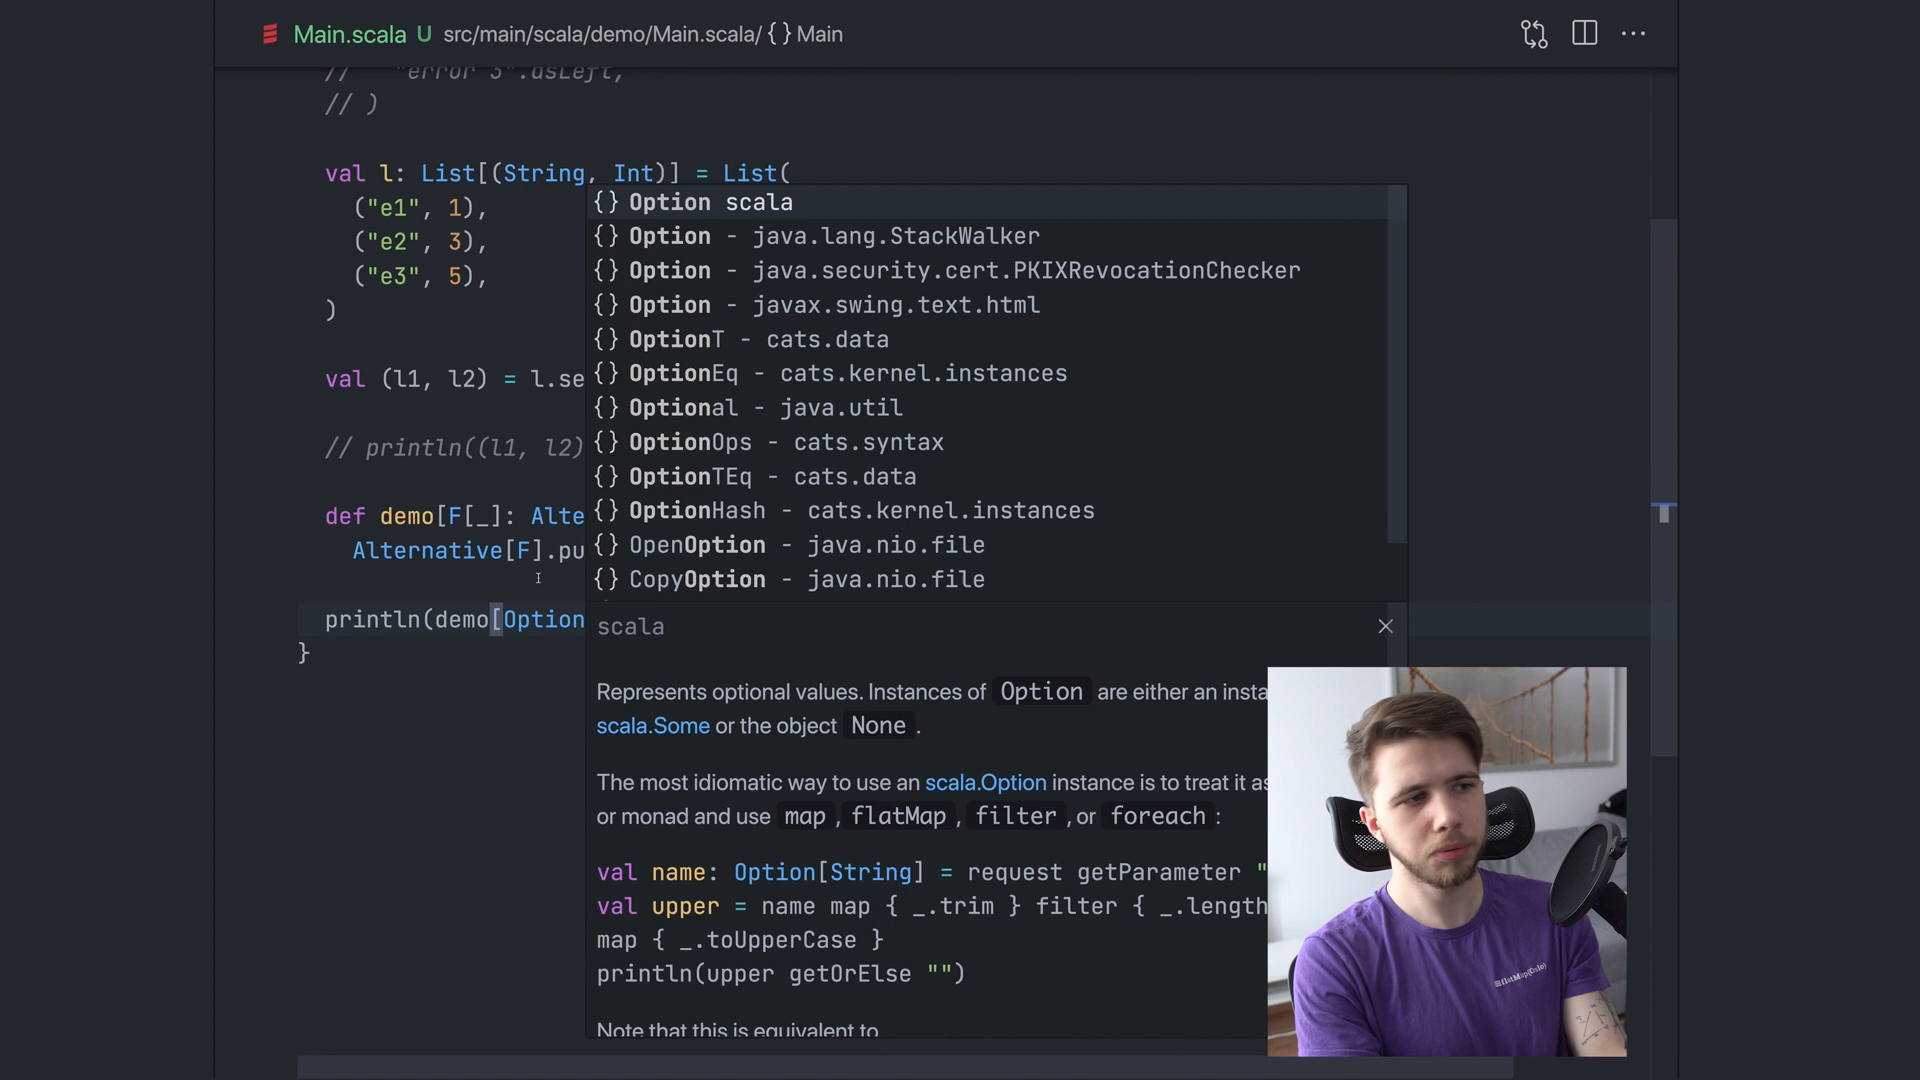 Main.scala U src/main/scala/demo/Main.scala/ {} Main
// "error 3".asLeft,
// )
val l: List[(String, Int)] = List(
("e1", 1),
("e2", 3),
("e3", 5),
)
val (l1, l2) = l.se
// println((l1, l2)
def demo[F[_]: Alte
Alternative[F].pu
println(demo[Option
}
{} Option scala
{} Option - java.lang.StackWalker
{} Option - java.security.cert.PKIXRevocationChecker
{} Option - javax.swing.text.html
{} OptionT - cats.data
{} OptionEq - cats.kernel.instances
{} Optional - java.util
{} OptionOps - cats.syntax
{} OptionTEq - cats.data
{} OptionHash - cats.kernel.instances
{} OpenOption - java.nio.file
{} CopyOption - java.nio.file
scala
Represents optional values. Instances of Option are either an insta
scala.Some or the object None.
The most idiomatic way to use an scala.Option instance is to treat it as
or monad and use map, flatMap, filter, or foreach:
val name: Option[String] = request getParameter "
val upper = name map { _.trim } filter { _.length
map { _.toUpperCase }
println(upper getOrElse "")
Note that this is equivalent to
flatMap(Oslo)